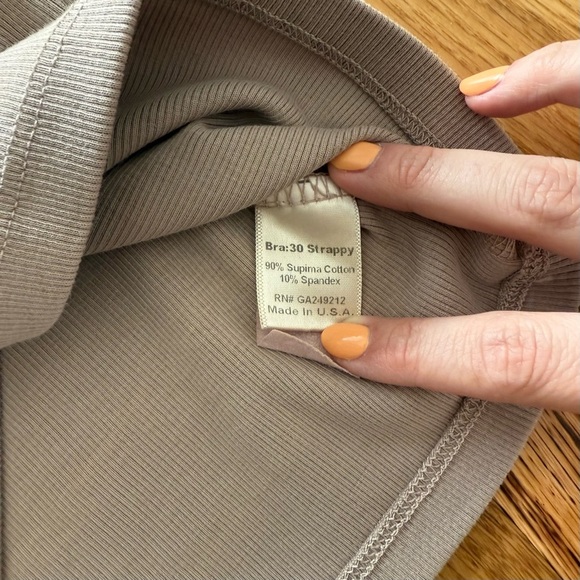 Bra:30 Strappy
90% Supima Cotton
10% Spandex
RN# GA249212
Made in U.S.A.